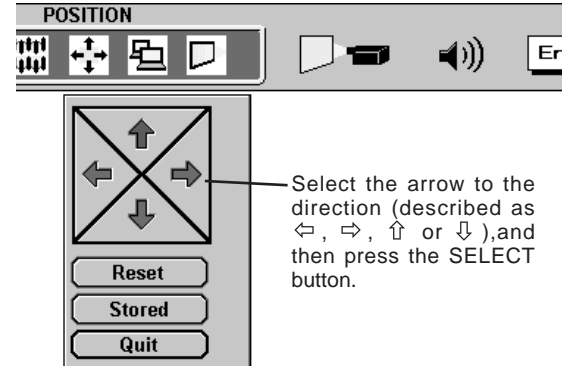 POSITION
Er
Select the arrow to the
direction (described as
⇦ , ⇨ , ⇧ or ⇩ ),and
then press the SELECT
button.
Reset
Stored
Quit